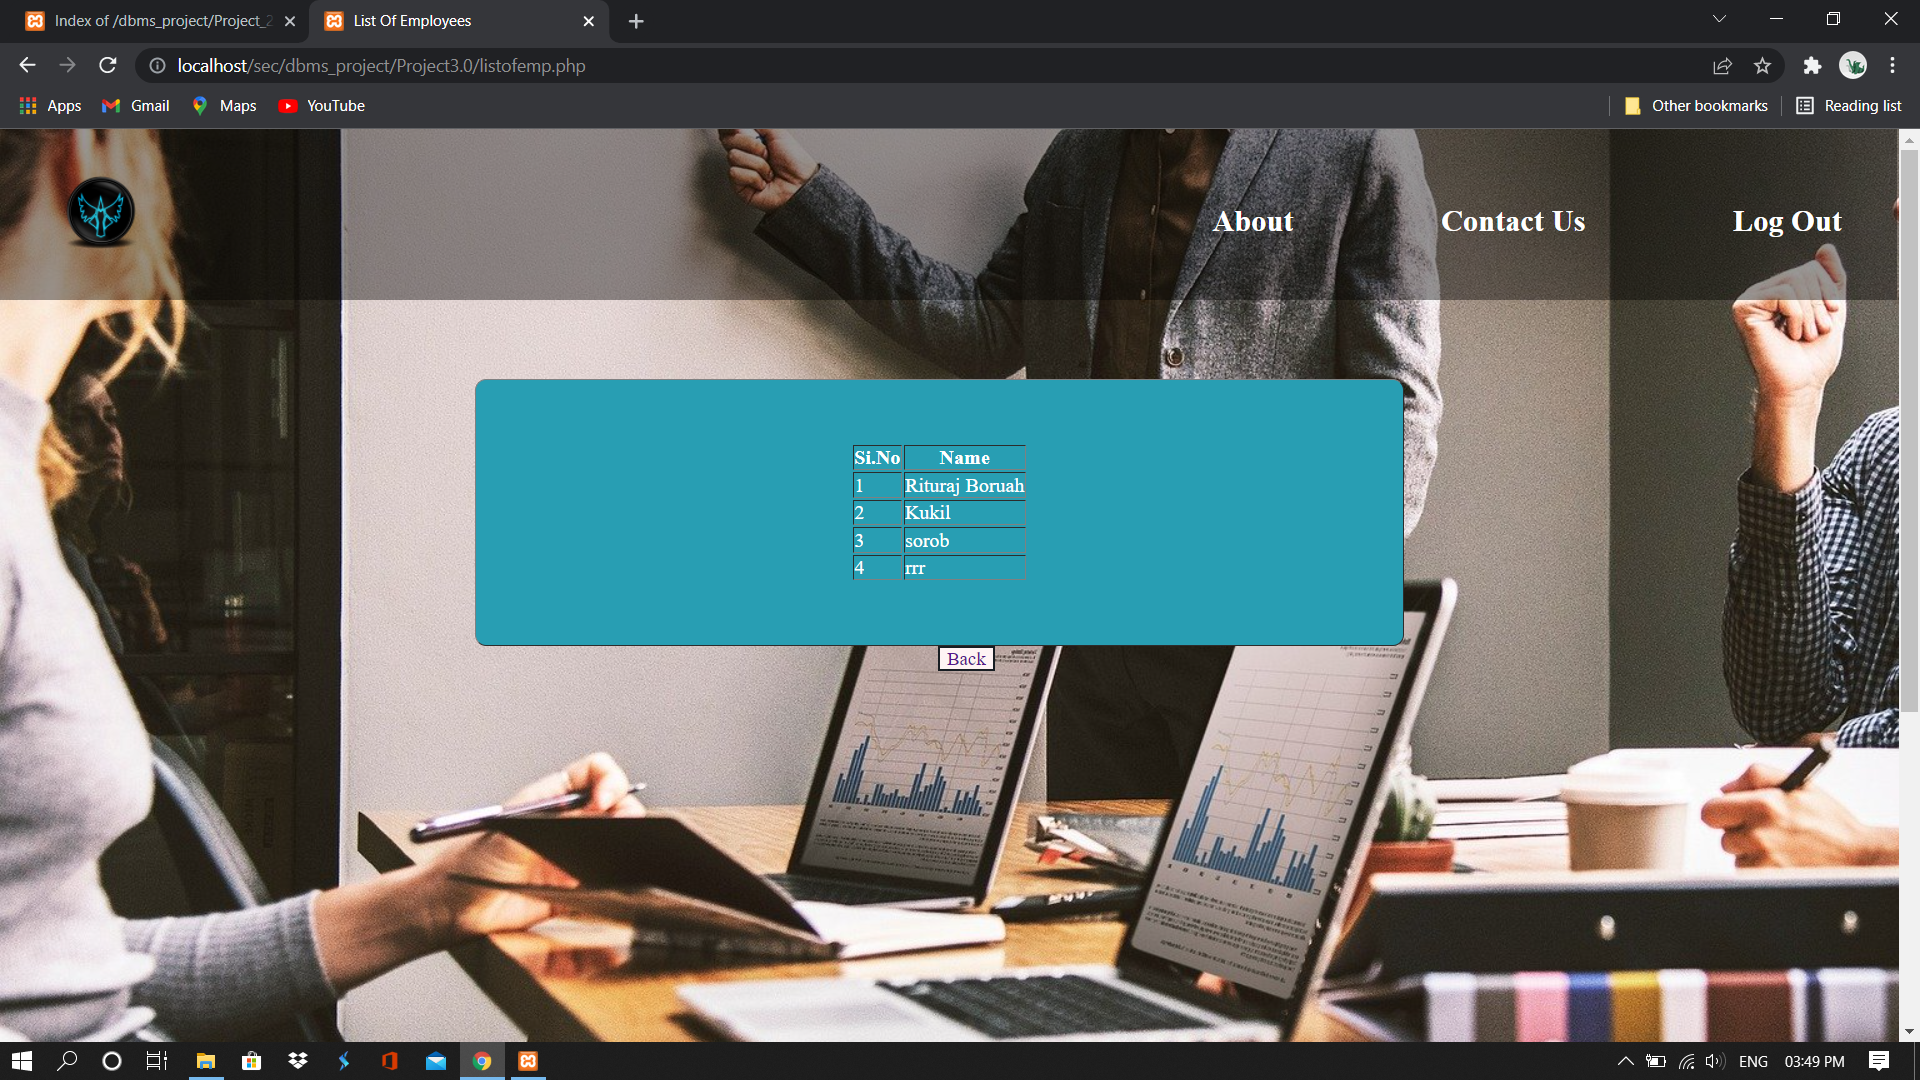 Index of /dbms_project/Project_2
List Of Employees
localhost/sec/dbms_project/Project3.0/listofemp.php
Apps
Gmail
Maps
YouTube
Other bookmarks
Reading list
About
Contact Us
Log Out
Si.No Name
1 Rituraj Boruah
2 Kukil
3 sorob
4 rrr
Back
ENG
03:49 PM